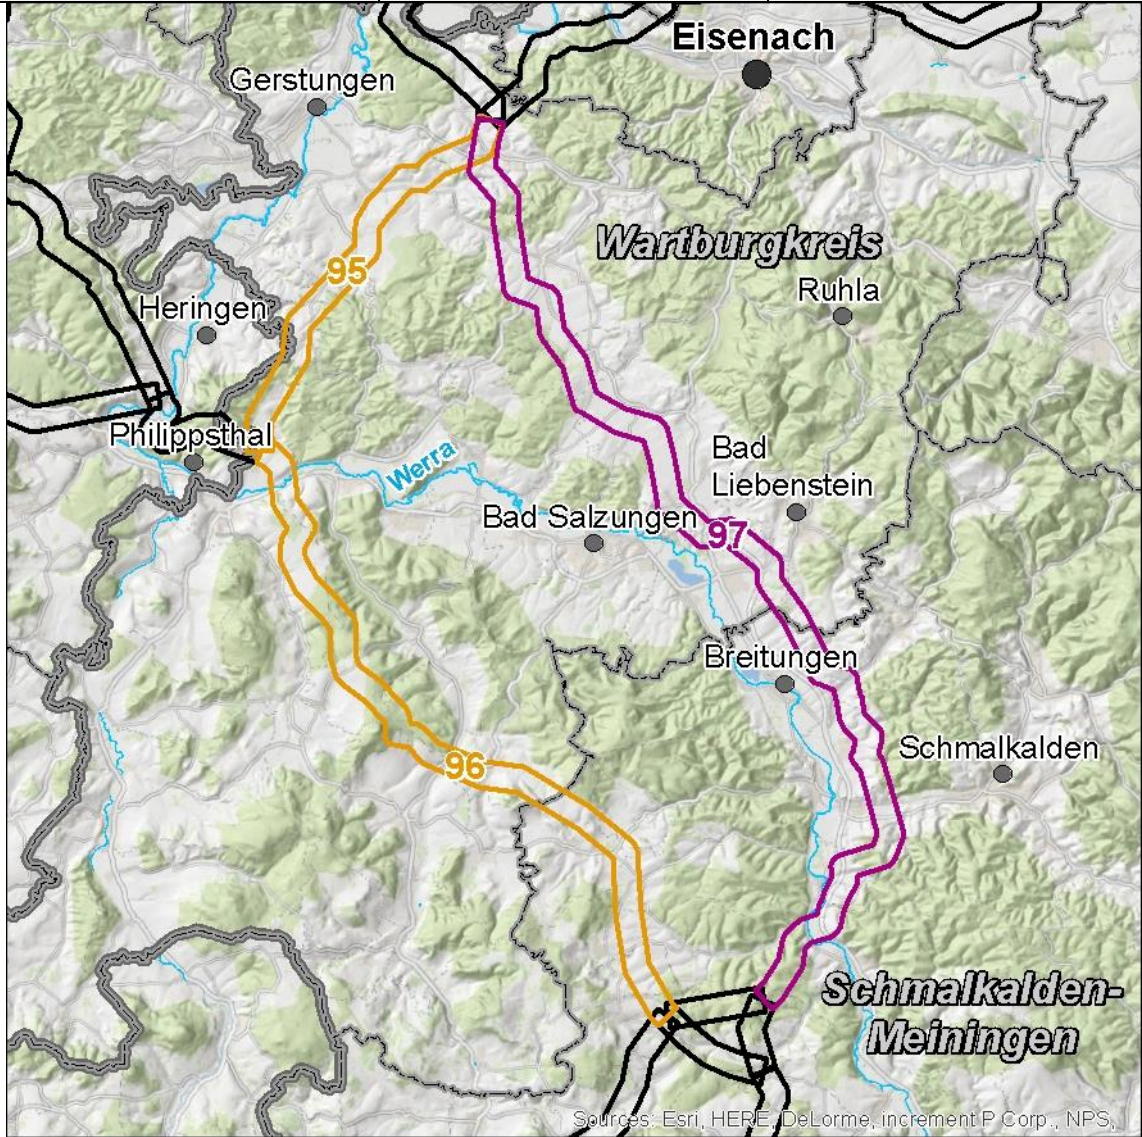 Eisenach
Gerstungen
Wartburgkreis
95
Ruhla
Heringen
Philippsthal
Werra
Bad
Liebenstein
Bad Salzungen
97
Breitungen
Schmalkalden
96
Schmalkalden-
Meiningen
Sources: Esri, HERE, DeLorme, increment P Corp., NPS,